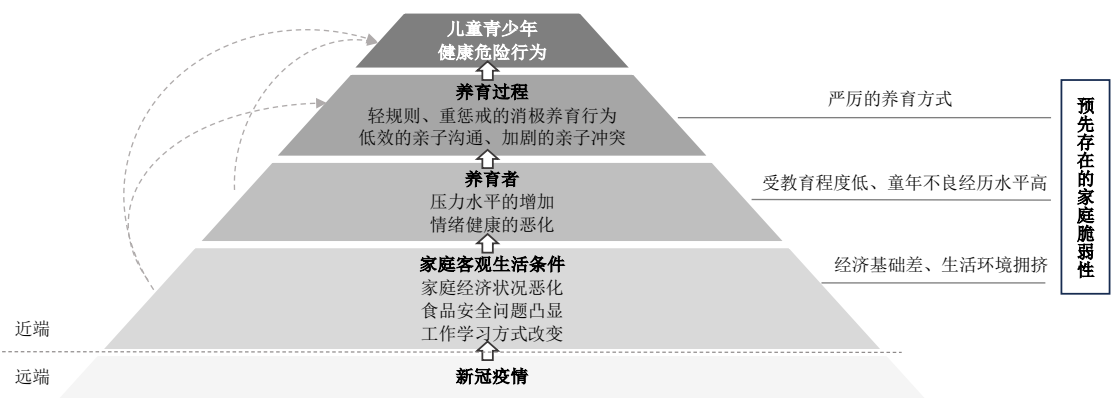 儿童青少年
健康危险行为
养育过程
轻规则、重惩戒的消极养育行为
低效的亲子沟通、加剧的亲子冲突
养育者
压力水平的增加
情绪健康的恶化
家庭客观生活条件
家庭经济状况恶化
食品安全问题凸显
工作学习方式改变
新冠疫情
近端
远端
严厉的养育方式
受教育程度低、童年不良经历水平高
经济基础差、生活环境拥挤
预先存在的家庭脆弱性